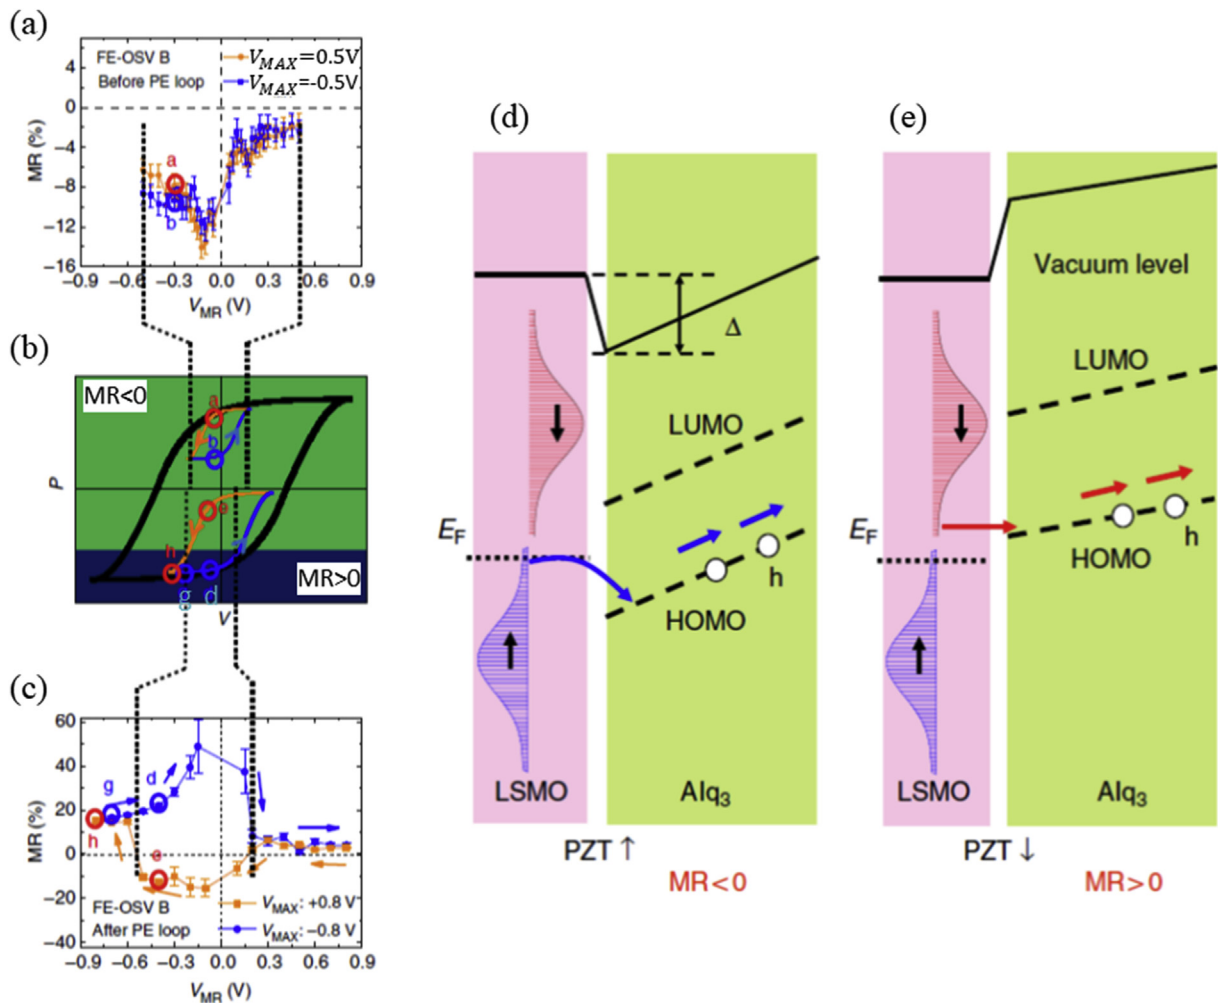 (a)
FE-OSV B
V_MAX=0.5V
Before PE loop
V_MAX=-0.5V
4
0
−4
−8
−12
−16
MR (%)
a
b
−0.9 −0.6 −0.3 0.0 0.3 0.6 0.9
V_MR (V)
(b)
MR<0
a
b
P
e
h
g
d
MR>0
V
(c)
60
40
20
0
−20
−40
MR (%)
g
d
h
e
FE-OSV B
V_MAX: +0.8 V
After PE loop
V_MAX: −0.8 V
−0.9 −0.6 −0.3 0.0 0.3 0.6 0.9
V_MR (V)
(d)
Δ
LUMO
E_F
h
HOMO
LSMO
Alq3
PZT ↑
MR<0
(e)
Vacuum level
LUMO
E_F
h
HOMO
LSMO
Alq3
PZT ↓
MR>0